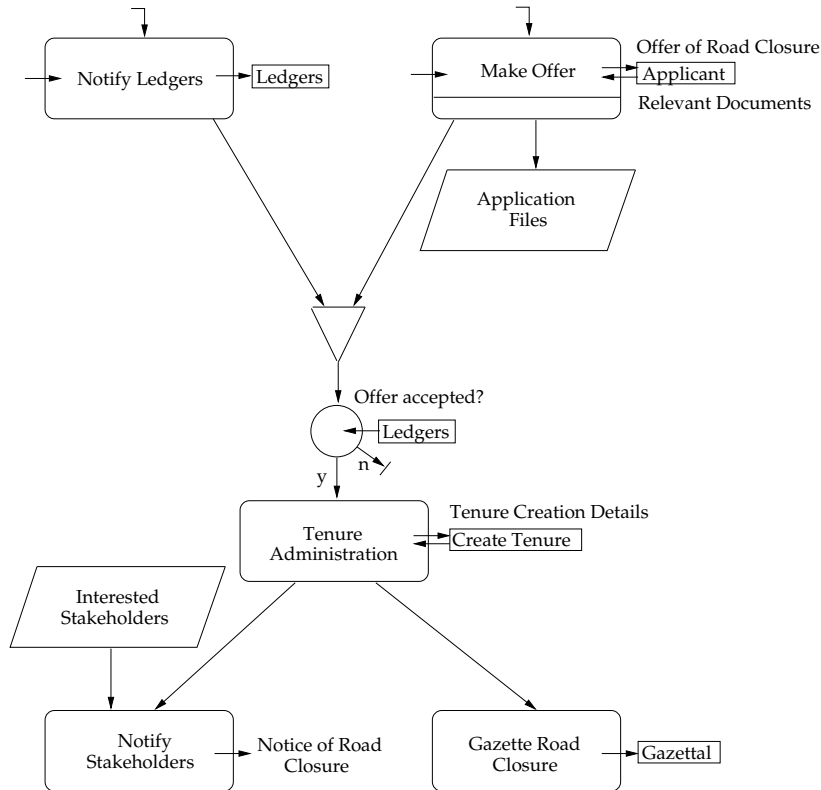 Notify Ledgers
Ledgers
Make Offer
Offer of Road Closure
Applicant
Relevant Documents
Application
Files
Offer accepted?
Ledgers
y
n
Tenure
Administration
Tenure Creation Details
Create Tenure
Interested
Stakeholders
Notify
Stakeholders
Notice of Road
Closure
Gazette Road
Closure
Gazettal